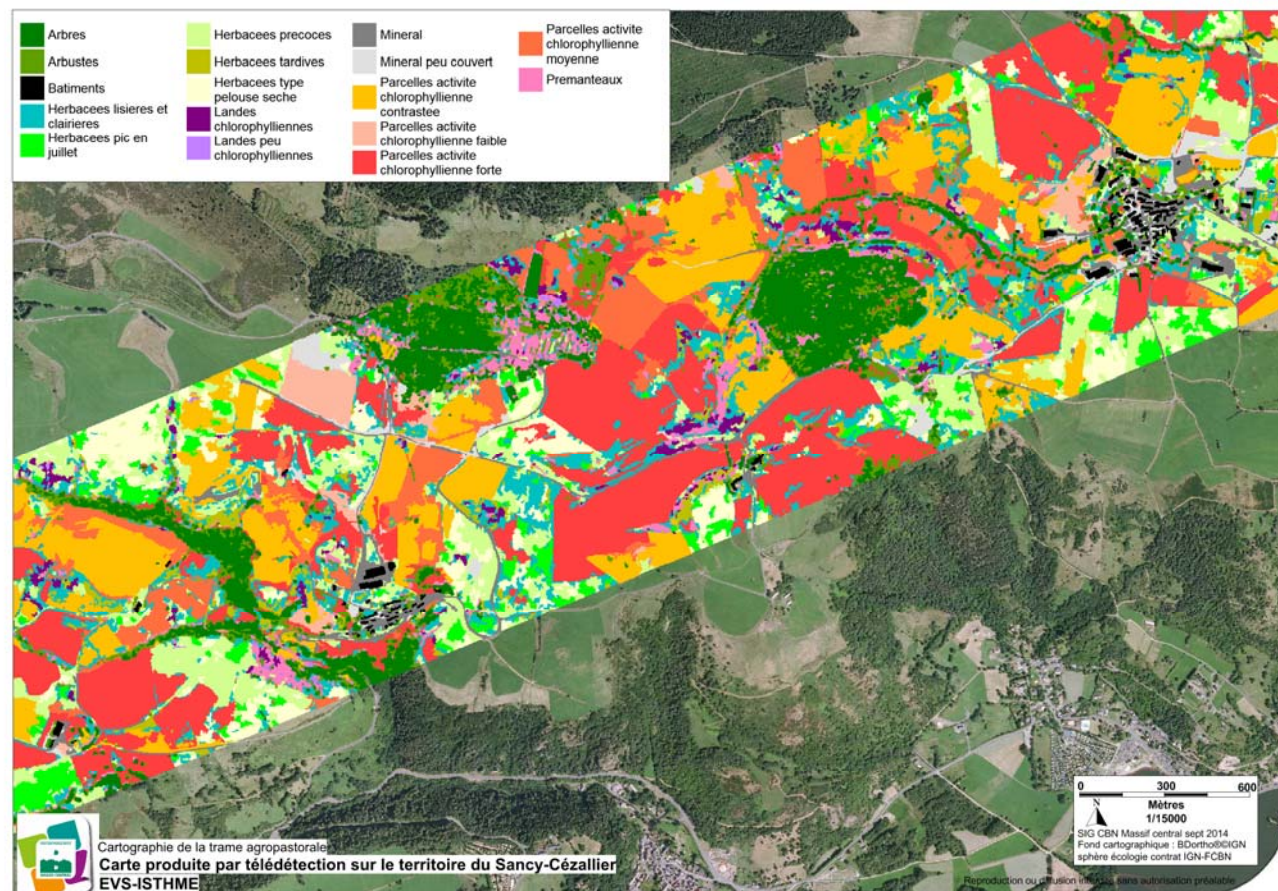 Arbres
Arbustes
Batiments
Herbacees lisieres et
clairieres
Herbacees pic en
juillet
Herbacees precoces
Herbacees tardives
Herbacees type
pelouse seche
Landes
chlorophylliennes
Landes peu
chlorophylliennes
Mineral
Mineral peu couvert
Parcelles activite
chlorophyllienne
contrastee
Parcelles activite
chlorophyllienne faible
Parcelles activite
chlorophyllienne forte
Parcelles activite
chlorophyllienne
moyenne
Premanteaux
0 300 600
Mètres
N
1/15000
SIG CBN Massif central sept 2014
Fond cartographique : BDOrtho®©IGN
sphère écologie contrat IGN-FCBN
Cartographie de la trame agropastorale
Carte produite par télédétection sur le territoire du Sancy-Cézallier
EVS-ISTHME
Reproduction ou diffusion interdite sans autorisation préalable